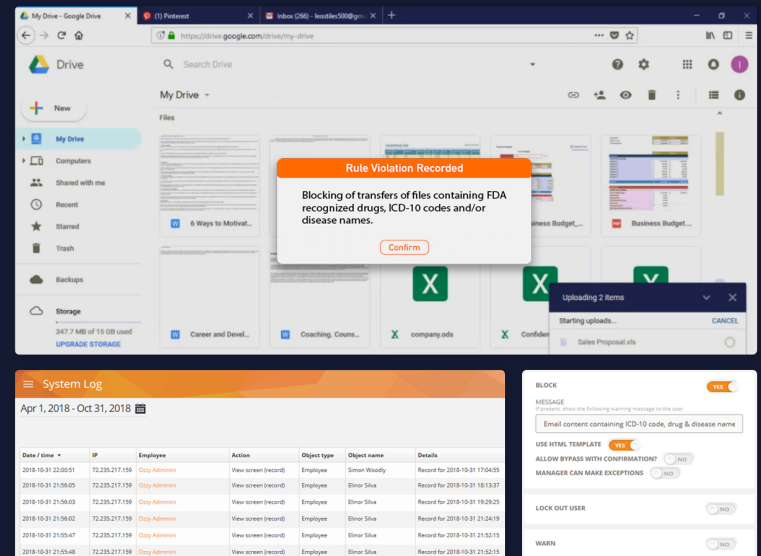 My Drive - Google Drive
(1) Pinterest
Inbox (266) - leostiles500@gm
https://drive.google.com/drive/my-drive
Drive
Search Drive
New
My Drive
Files
My Drive
Computers
Shared with me
Recent
Starred
Trash
Backups
Storage
347.7 MB of 15 GB used
UPGRADE STORAGE
6 Ways to Motivat...
siness Budget_...
Business Budget...
Career and Devel...
Coaching. Couns...
company.ods
Confiden
Rule Violation Recorded
Blocking of transfers of files containing FDA
recognized drugs, ICD-10 codes and/or
disease names.
Confirm
Uploading 2 items
Starting uploads...
CANCEL
Sales Proposal.xls
System Log
Apr 1, 2018 - Oct 31, 2018
Date / time IP Employee Action Object type Object name Details
2018-10-31 22:00:51 72.235.217.159 Ozzy Adminini View screen (record) Employee Simon Woodly Record for 2018-10-31 17:04:55
2018-10-31 21:56:05 72.235.217.159 Ozzy Adminini View screen (record) Employee Elinor Silva Record for 2018-10-31 18:13:37
2018-10-31 21:56:03 72.235.217.159 Ozzy Adminini View screen (record) Employee Elinor Silva Record for 2018-10-31 19:29:25
2018-10-31 21:56:02 72.235.217.159 Ozzy Adminini View screen (record) Employee Elinor Silva Record for 2018-10-31 21:24:19
2018-10-31 21:55:47 72.235.217.159 Ozzy Adminini View screen (record) Employee Elinor Silva Record for 2018-10-31 21:52:15
2018-10-31 21:55:48 72.235.217.159 Ozzy Adminini View screen (record) Employee Elinor Silva Record for 2018-10-31 21:52:15
BLOCK YES
MESSAGE
If present, show the following warning message to the user
Email content containing ICD-10 code, drug & disease name
USE HTML TEMPLATE YES
ALLOW BYPASS WITH CONFIRMATION? NO
MANAGER CAN MAKE EXCEPTIONS NO
LOCK OUT USER NO
WARN NO